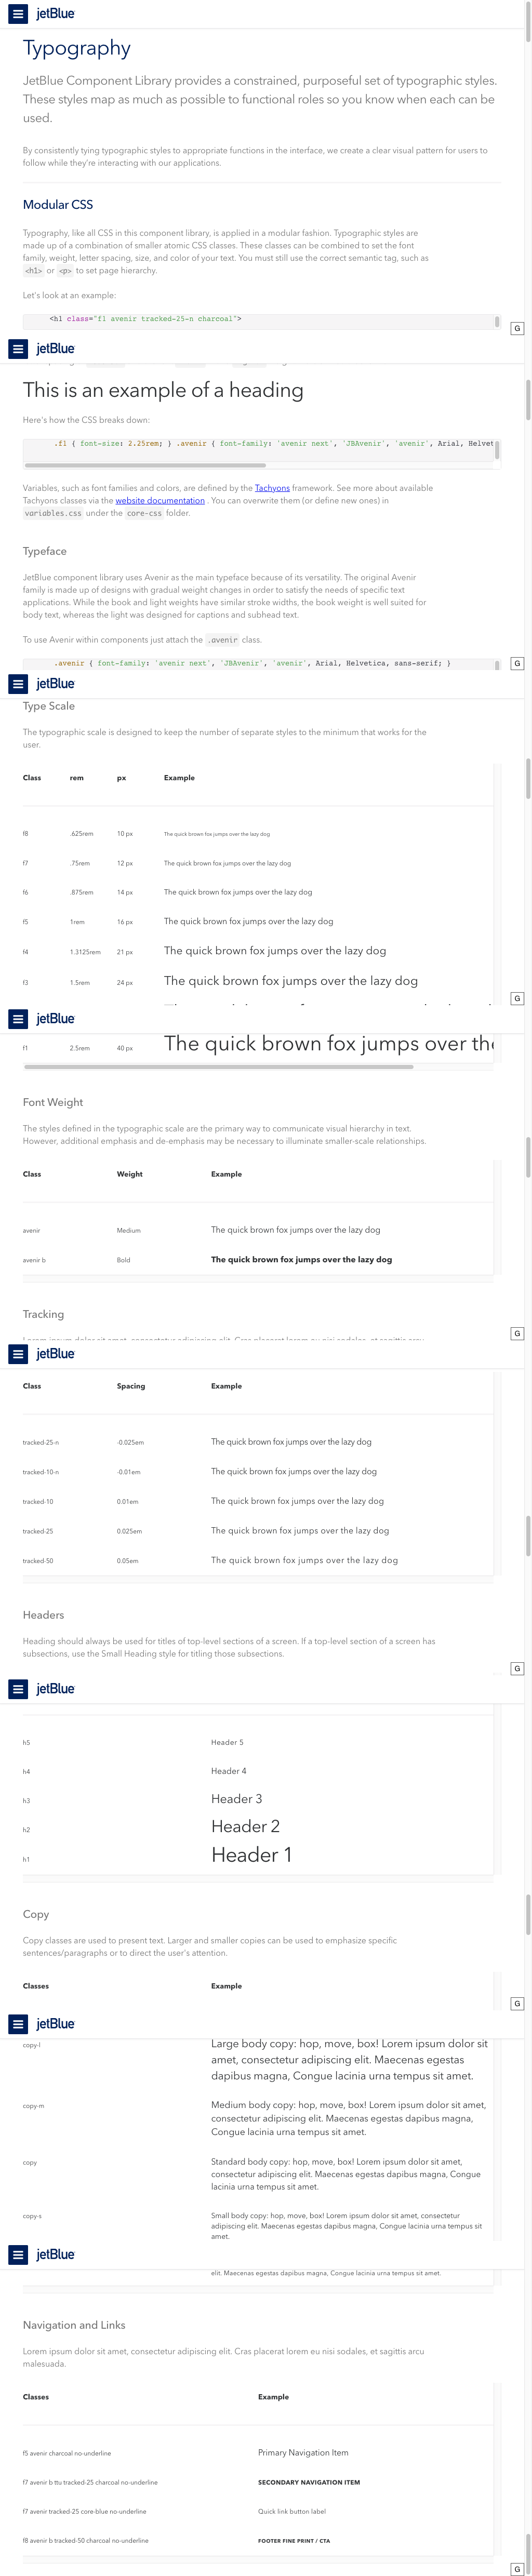 jetBlue
Typography
JetBlue Component Library provides a constrained, purposeful set of typographic styles.
These styles map as much as possible to functional roles so you know when each can be
used.
By consistently tying typographic styles to appropriate functions in the interface, we create a clear visual pattern for users to
follow while they're interacting with our applications.
Modular CSS
Typography, like all CSS in this component library, is applied in a modular fashion. Typographic styles are
made up of a combination of smaller atomic CSS classes. These classes can be combined to set the font
family, weight, letter spacing, size, and color of your text. You must still use the correct semantic tag, such as
<h1> or <p> to set page hierarchy.
Let's look at an example:
<h1 class="f1 avenir tracked-25-n charcoal">
G
jetBlue
This is an example of a heading
Here's how the CSS breaks down:
.f1 { font-size: 2.25rem; } .avenir { font-family: 'avenir next', 'JBAvenir', 'avenir', Arial, Helvet
Variables, such as font families and colors, are defined by the Tachyons framework. See more about available
Tachyons classes via the website documentation . You can overwrite them (or define new ones) in
variables.css under the core-css folder.
Typeface
JetBlue component library uses Avenir as the main typeface because of its versatility. The original Avenir
family is made up of designs with gradual weight changes in order to satisfy the needs of specific text
applications. While the book and light weights have similar stroke widths, the book weight is well suited for
body text, whereas the light was designed for captions and subhead text.
To use Avenir within components just attach the .avenir class.
.avenir { font-family: 'avenir next', 'JBAvenir', 'avenir', Arial, Helvetica, sans-serif; }
G
jetBlue
Type Scale
The typographic scale is designed to keep the number of separate styles to the minimum that works for the
user.
Class rem px Example
f8 .625rem 10 px The quick brown fox jumps over the lazy dog
f7 .75rem 12 px The quick brown fox jumps over the lazy dog
f6 .875rem 14 px The quick brown fox jumps over the lazy dog
f5 1rem 16 px The quick brown fox jumps over the lazy dog
f4 1.3125rem 21 px The quick brown fox jumps over the lazy dog
f3 1.5rem 24 px The quick brown fox jumps over the lazy dog
G
jetBlue
f1 2.5rem 40 px The quick brown fox jumps over the
Font Weight
The styles defined in the typographic scale are the primary way to communicate visual hierarchy in text.
However, additional emphasis and de-emphasis may be necessary to illuminate smaller-scale relationships.
Class Weight Example
avenir Medium The quick brown fox jumps over the lazy dog
avenir b Bold The quick brown fox jumps over the lazy dog
Tracking
G
jetBlue
Class Spacing Example
tracked-25-n -0.025em The quick brown fox jumps over the lazy dog
tracked-10-n -0.01em The quick brown fox jumps over the lazy dog
tracked-10 0.01em The quick brown fox jumps over the lazy dog
tracked-25 0.025em The quick brown fox jumps over the lazy dog
tracked-50 0.05em The quick brown fox jumps over the lazy dog
Headers
Heading should always be used for titles of top-level sections of a screen. If a top-level section of a screen has
subsections, use the Small Heading style for titling those subsections.
G
jetBlue
h5 Header 5
h4 Header 4
h3 Header 3
h2 Header 2
h1 Header 1
Copy
Copy classes are used to present text. Larger and smaller copies can be used to emphasize specific
sentences/paragraphs or to direct the user's attention.
Classes Example
G
jetBlue
copy-l Large body copy: hop, move, box! Lorem ipsum dolor sit
amet, consectetur adipiscing elit. Maecenas egestas
dapibus magna, Congue lacinia urna tempus sit amet.
copy-m Medium body copy: hop, move, box! Lorem ipsum dolor sit amet,
consectetur adipiscing elit. Maecenas egestas dapibus magna,
Congue lacinia urna tempus sit amet.
copy Standard body copy: hop, move, box! Lorem ipsum dolor sit amet,
consectetur adipiscing elit. Maecenas egestas dapibus magna, Congue
lacinia urna tempus sit amet.
copy-s Small body copy: hop, move, box! Lorem ipsum dolor sit amet, consectetur
adipiscing elit. Maecenas egestas dapibus magna, Congue lacinia urna tempus sit
amet.
jetBlue
elit. Maecenas egestas dapibus magna, Congue lacinia urna tempus sit amet.
Navigation and Links
Lorem ipsum dolor sit amet, consectetur adipiscing elit. Cras placerat lorem eu nisi sodales, et sagittis arcu
malesuada.
Classes Example
f5 avenir charcoal no-underline Primary Navigation Item
f7 avenir b ttu tracked-25 charcoal no-underline SECONDARY NAVIGATION ITEM
f7 avenir tracked-25 core-blue no-underline Quick link button label
f8 avenir b tracked-50 charcoal no-underline FOOTER FINE PRINT / CTA
G